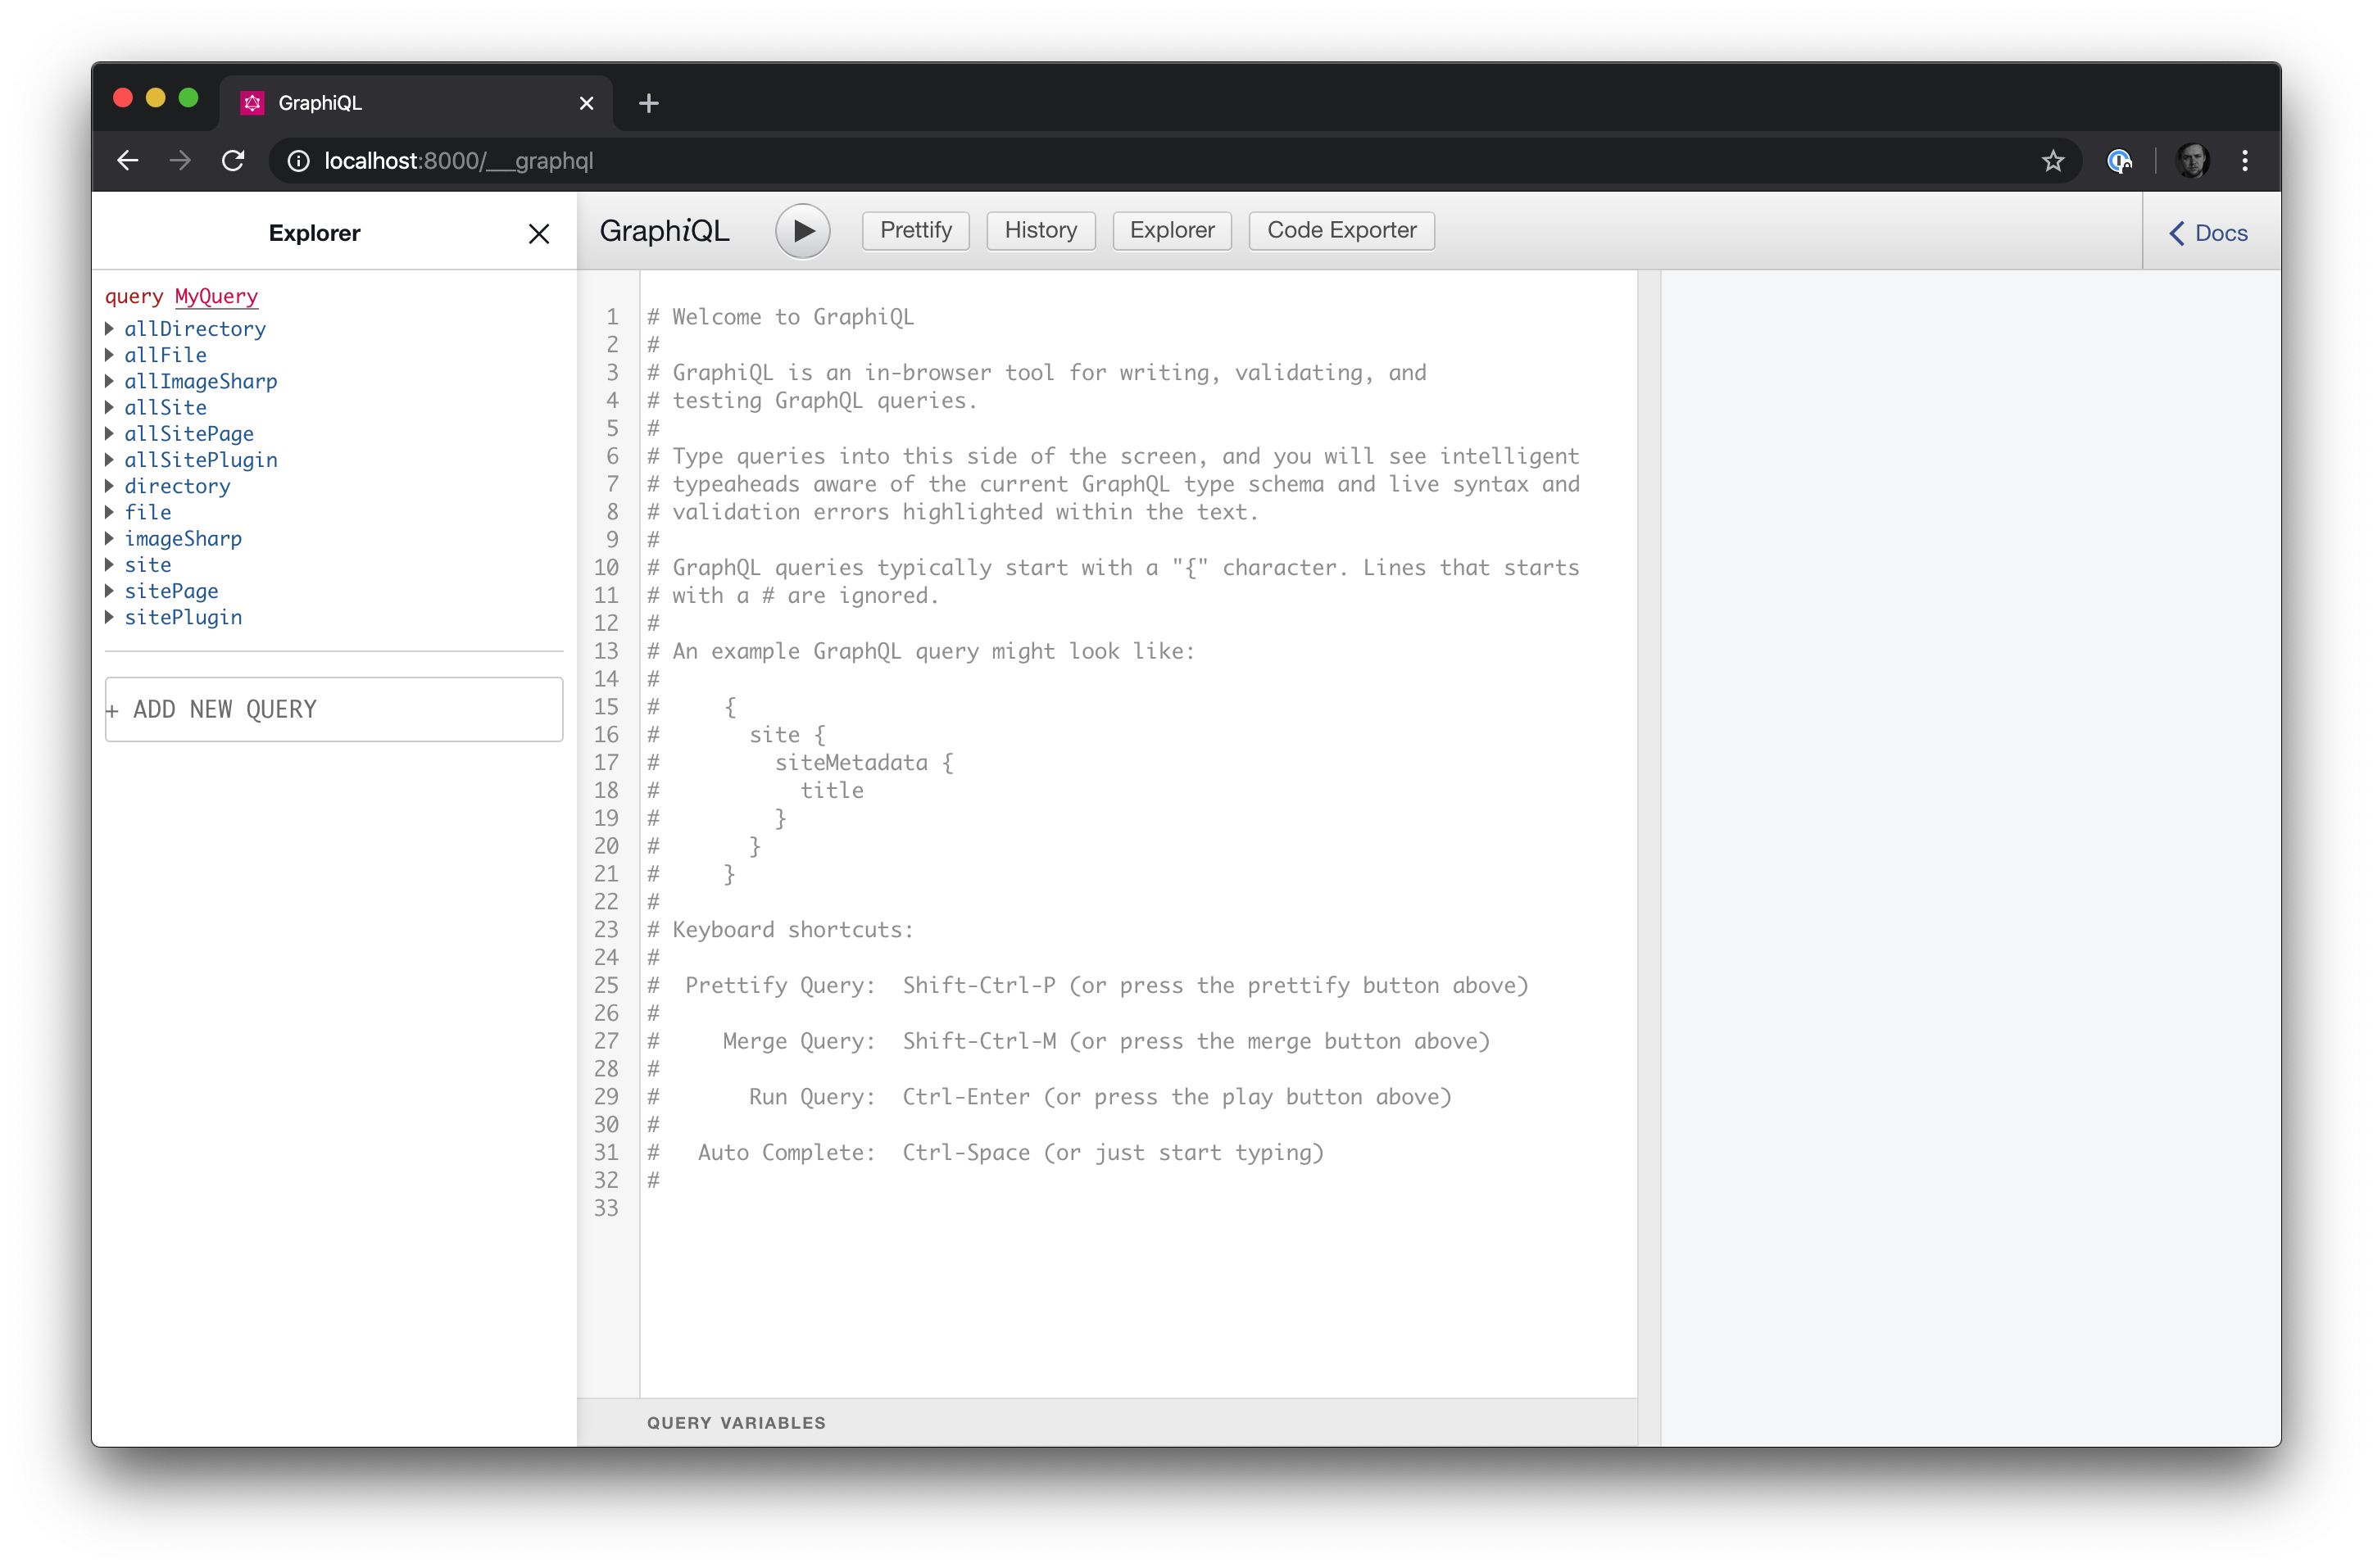 GraphiQL
localhost:8000/___graphql
Explorer
GraphiQL
Prettify
History
Explorer
Code Exporter
Docs
query MyQuery
allDirectory
allFile
allImageSharp
allSite
allSitePage
allSitePlugin
directory
file
imageSharp
site
sitePage
sitePlugin
+ ADD NEW QUERY
1 # Welcome to GraphiQL
2 #
3 # GraphiQL is an in-browser tool for writing, validating, and
4 # testing GraphQL queries.
5 #
6 # Type queries into this side of the screen, and you will see intelligent
7 # typeaheads aware of the current GraphQL type schema and live syntax and
8 # validation errors highlighted within the text.
9 #
10 # GraphQL queries typically start with a "{" character. Lines that starts
11 # with a # are ignored.
12 #
13 # An example GraphQL query might look like:
14 #
15 #     {
16 #       site {
17 #         siteMetadata {
18 #           title
19 #         }
20 #       }
21 #     }
22 #
23 # Keyboard shortcuts:
24 #
25 #  Prettify Query:  Shift-Ctrl-P (or press the prettify button above)
26 #
27 #     Merge Query:  Shift-Ctrl-M (or press the merge button above)
28 #
29 #       Run Query:  Ctrl-Enter (or press the play button above)
30 #
31 #   Auto Complete:  Ctrl-Space (or just start typing)
32 #
33
QUERY VARIABLES